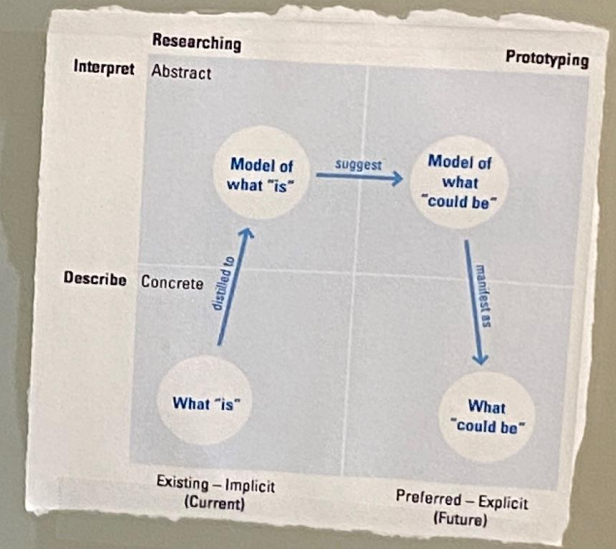 Researching
Prototyping
Interpret Abstract
Model of
what "is"
suggest
Model of
what
"could be"
distilled to
manifest as
Describe Concrete
What "is"
What
"could be"
Existing – Implicit
(Current)
Preferred – Explicit
(Future)